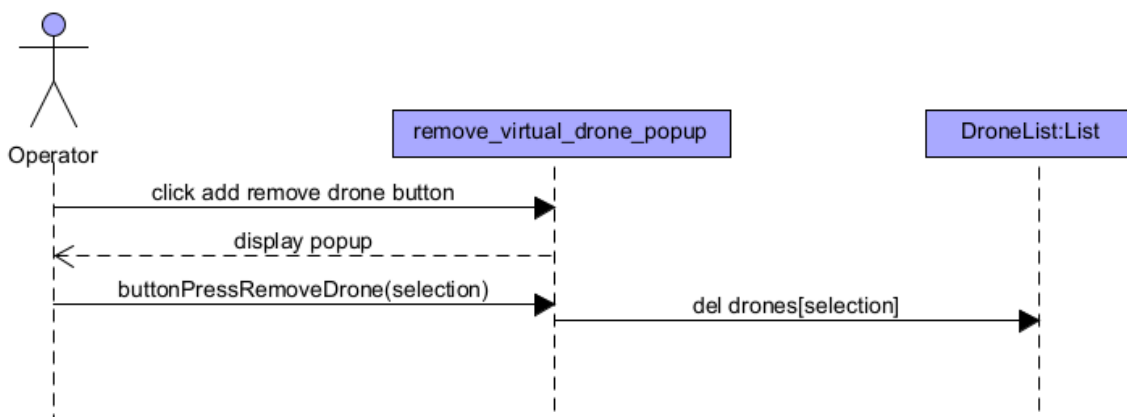 remove_virtual_drone_popup
DroneList:List
Operator
click add remove drone button
display popup
buttonPressRemoveDrone(selection)
del drones[selection]